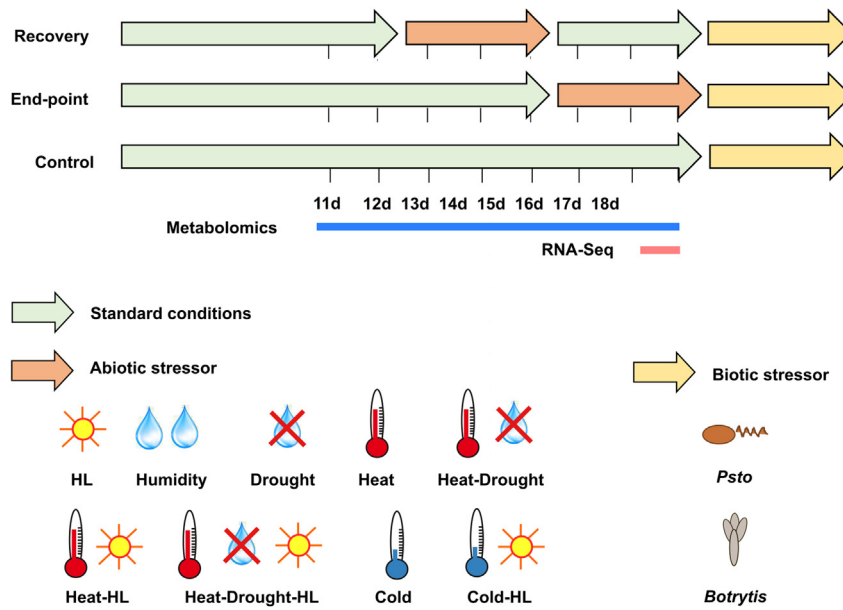 Recovery
End-point
Control
11d 12d 13d 14d 15d 16d 17d 18d
Metabolomics
RNA-Seq
Standard conditions
Abiotic stressor
Biotic stressor
HL Humidity Drought Heat Heat-Drought Psto
Heat-HL Heat-Drought-HL Cold Cold-HL Botrytis